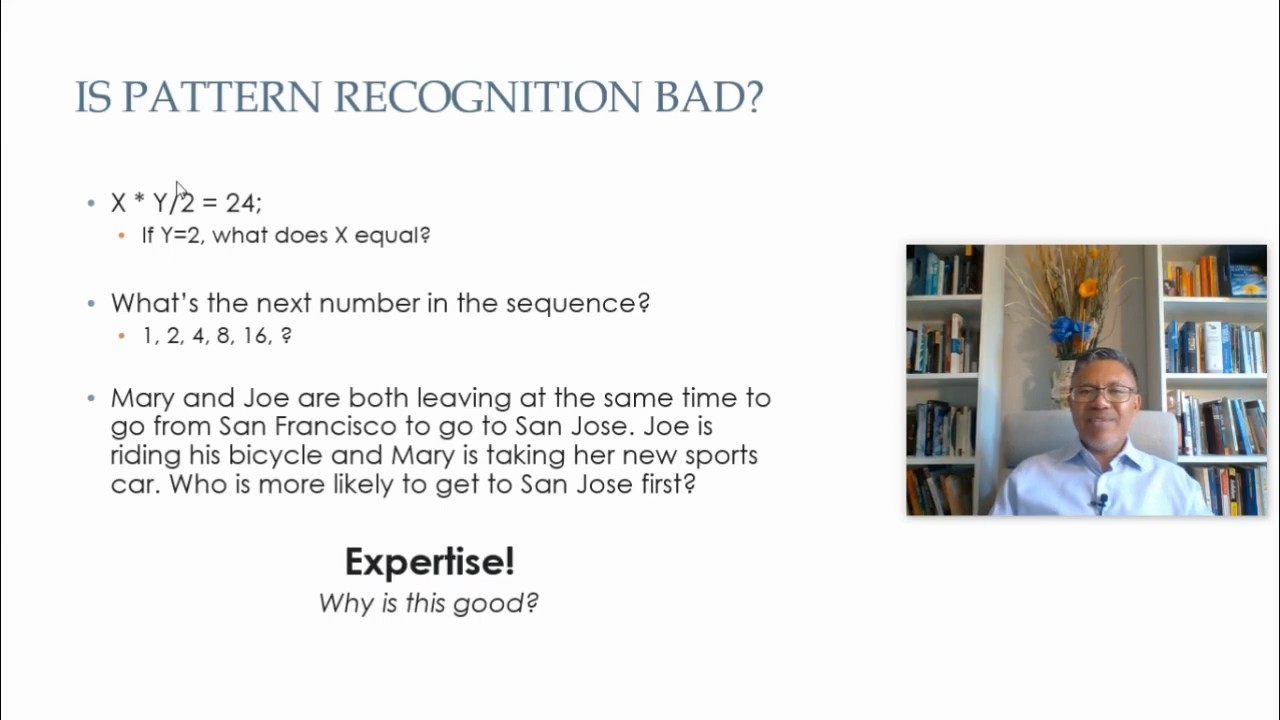 IS PATTERN RECOGNITION BAD?
• X * Y/2 = 24;
• If Y=2, what does X equal?
• What's the next number in the sequence?
• 1, 2, 4, 8, 16, ?
• Mary and Joe are both leaving at the same time to
go from San Francisco to go to San Jose. Joe is
riding his bicycle and Mary is taking her new sports
car. Who is more likely to get to San Jose first?
Expertise!
Why is this good?